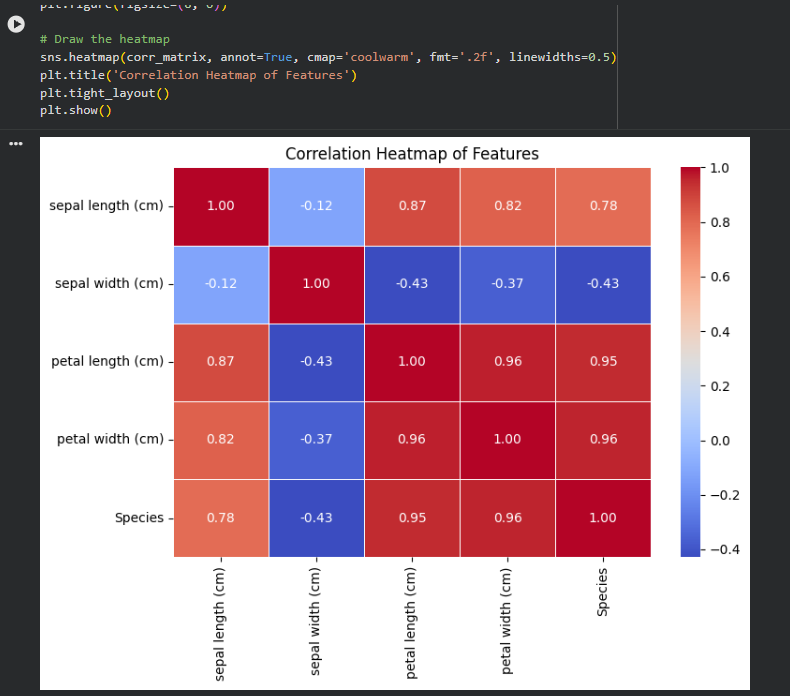 # Draw the heatmap
sns.heatmap(corr_matrix, annot=True, cmap='coolwarm', fmt='.2f', linewidths=0.5)
plt.title('Correlation Heatmap of Features')
plt.tight_layout()
plt.show()
Correlation Heatmap of Features
sepal length (cm) 1.00 -0.12 0.87 0.82 0.78
sepal width (cm) -0.12 1.00 -0.43 -0.37 -0.43
petal length (cm) 0.87 -0.43 1.00 0.96 0.95
petal width (cm) 0.82 -0.37 0.96 1.00 0.96
Species 0.78 -0.43 0.95 0.96 1.00
sepal length (cm)
sepal width (cm)
petal length (cm)
petal width (cm)
Species
1.0
0.8
0.6
0.4
0.2
0.0
−0.2
−0.4